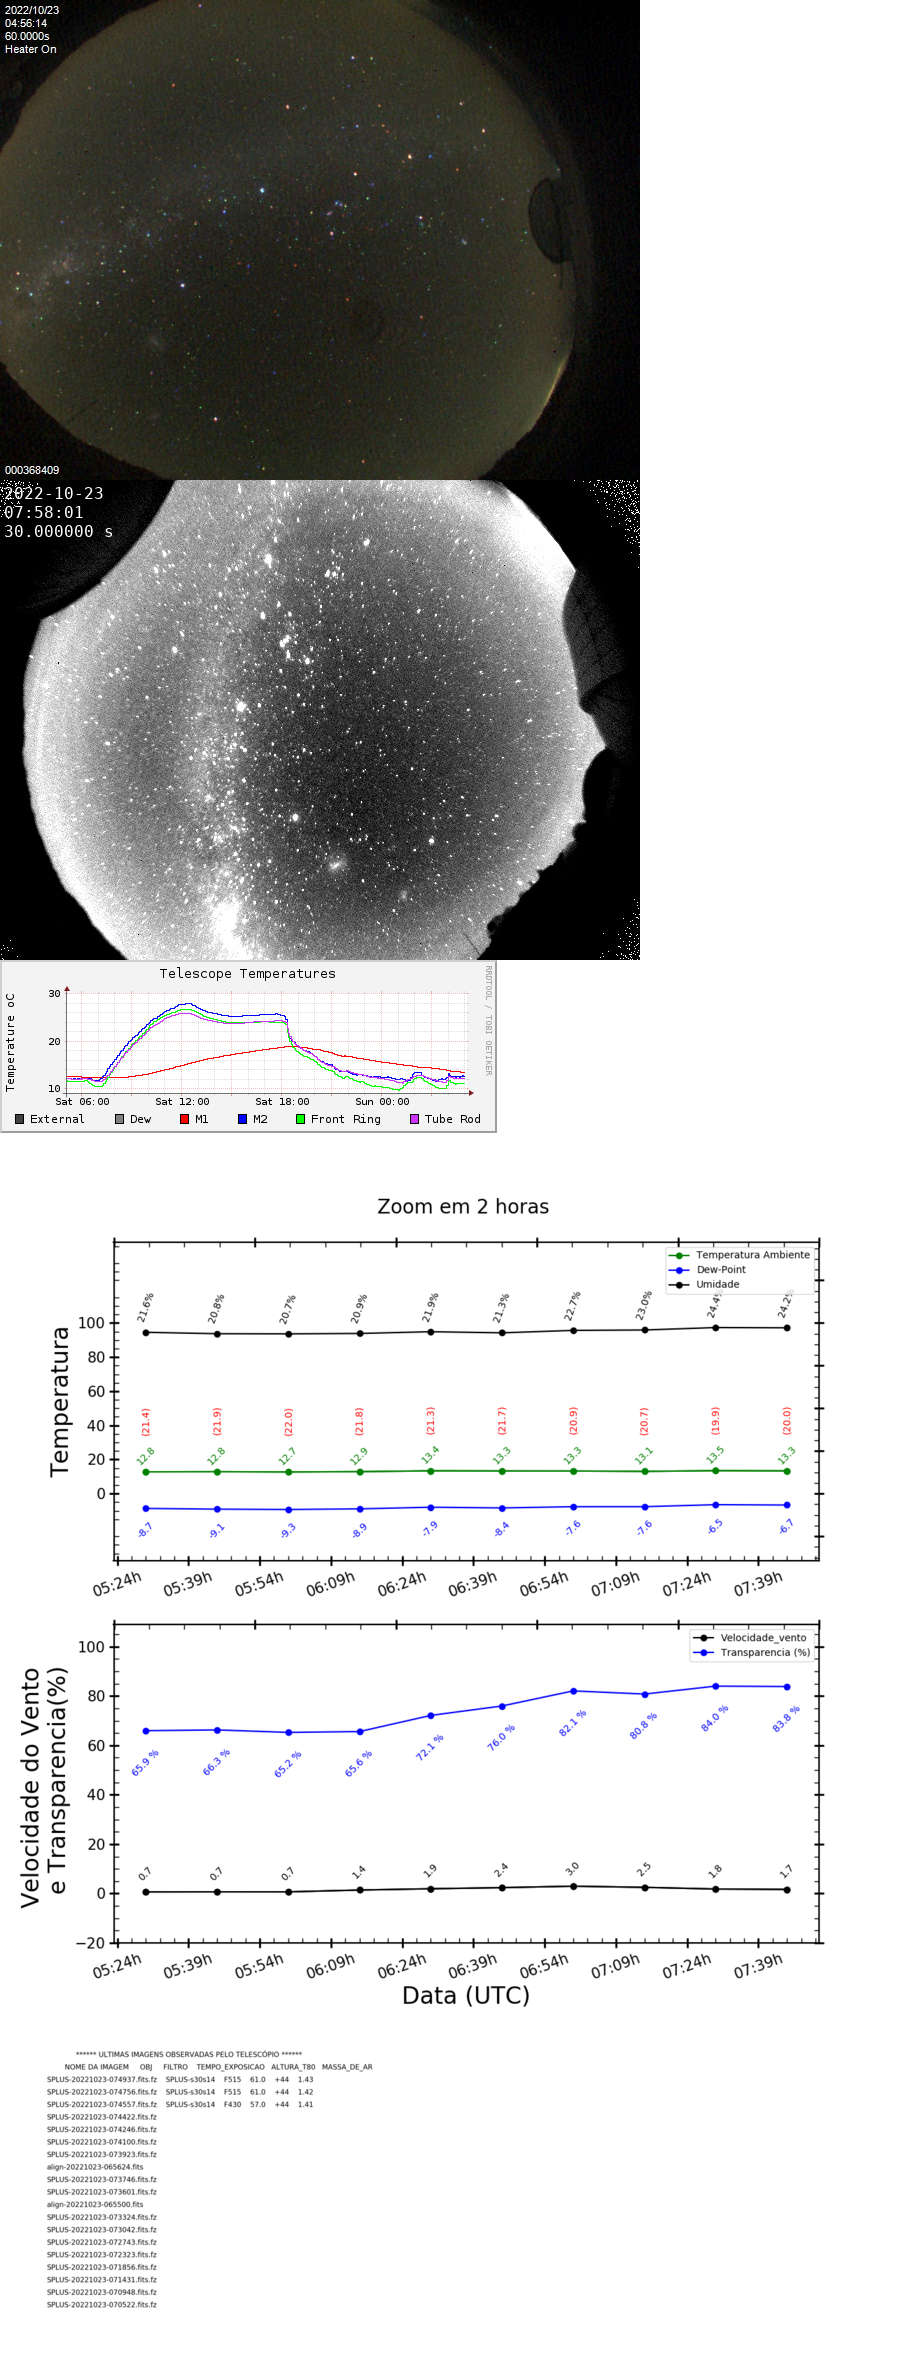 2022/10/23
04:56:14
60.0000s
Heater On
000368409
2022-10-23
07:58:01
30.000000 s
Telescope Temperatures
RRDTOOL / TOBI OETIKER
Temperature oC
30
20
10
Sat 06:00 Sat 12:00 Sat 18:00 Sun 00:00
External Dew M1 M2 Front Ring Tube Rod
Zoom em 2 horas
Temperatura Ambiente
Dew-Point
Umidade
21.6% 20.8% 20.7% 20.9% 21.9% 21.3% 22.7% 23.0% 24.4% 24.2%
Temperatura
100
80
60
40
20
0
(21.4) (21.9) (22.0) (21.8) (21.3) (21.7) (20.9) (20.7) (19.9) (20.0)
12.8 12.8 12.7 12.9 13.4 13.3 13.3 13.1 13.5 13.3
-8.7 -9.1 -9.3 -8.9 -7.9 -8.4 -7.6 -7.6 -6.5 -6.7
05:24h 05:39h 05:54h 06:09h 06:24h 06:39h 06:54h 07:09h 07:24h 07:39h
Velocidade_vento
Transparencia (%)
Velocidade do Vento
e Transparencia(%)
100
80
60
40
20
0
−20
65.9 % 66.3 % 65.2 % 65.6 % 72.1 % 76.0 % 82.1 % 80.8 % 84.0 % 83.8 %
0.7 0.7 0.7 1.4 1.9 2.4 3.0 2.5 1.8 1.7
05:24h 05:39h 05:54h 06:09h 06:24h 06:39h 06:54h 07:09h 07:24h 07:39h
Data (UTC)
****** ULTIMAS IMAGENS OBSERVADAS PELO TELESCÓPIO ******
NOME DA IMAGEM OBJ FILTRO TEMPO_EXPOSICAO ALTURA_T80 MASSA_DE_AR
SPLUS-20221023-074937.fits.fz SPLUS-s30s14 F515 61.0 +44 1.43
SPLUS-20221023-074756.fits.fz SPLUS-s30s14 F515 61.0 +44 1.42
SPLUS-20221023-074557.fits.fz SPLUS-s30s14 F430 57.0 +44 1.41
SPLUS-20221023-074422.fits.fz
SPLUS-20221023-074246.fits.fz
SPLUS-20221023-074100.fits.fz
SPLUS-20221023-073923.fits.fz
align-20221023-065624.fits
SPLUS-20221023-073746.fits.fz
SPLUS-20221023-073601.fits.fz
align-20221023-065500.fits
SPLUS-20221023-073324.fits.fz
SPLUS-20221023-073042.fits.fz
SPLUS-20221023-072743.fits.fz
SPLUS-20221023-072323.fits.fz
SPLUS-20221023-071856.fits.fz
SPLUS-20221023-071431.fits.fz
SPLUS-20221023-070948.fits.fz
SPLUS-20221023-070522.fits.fz